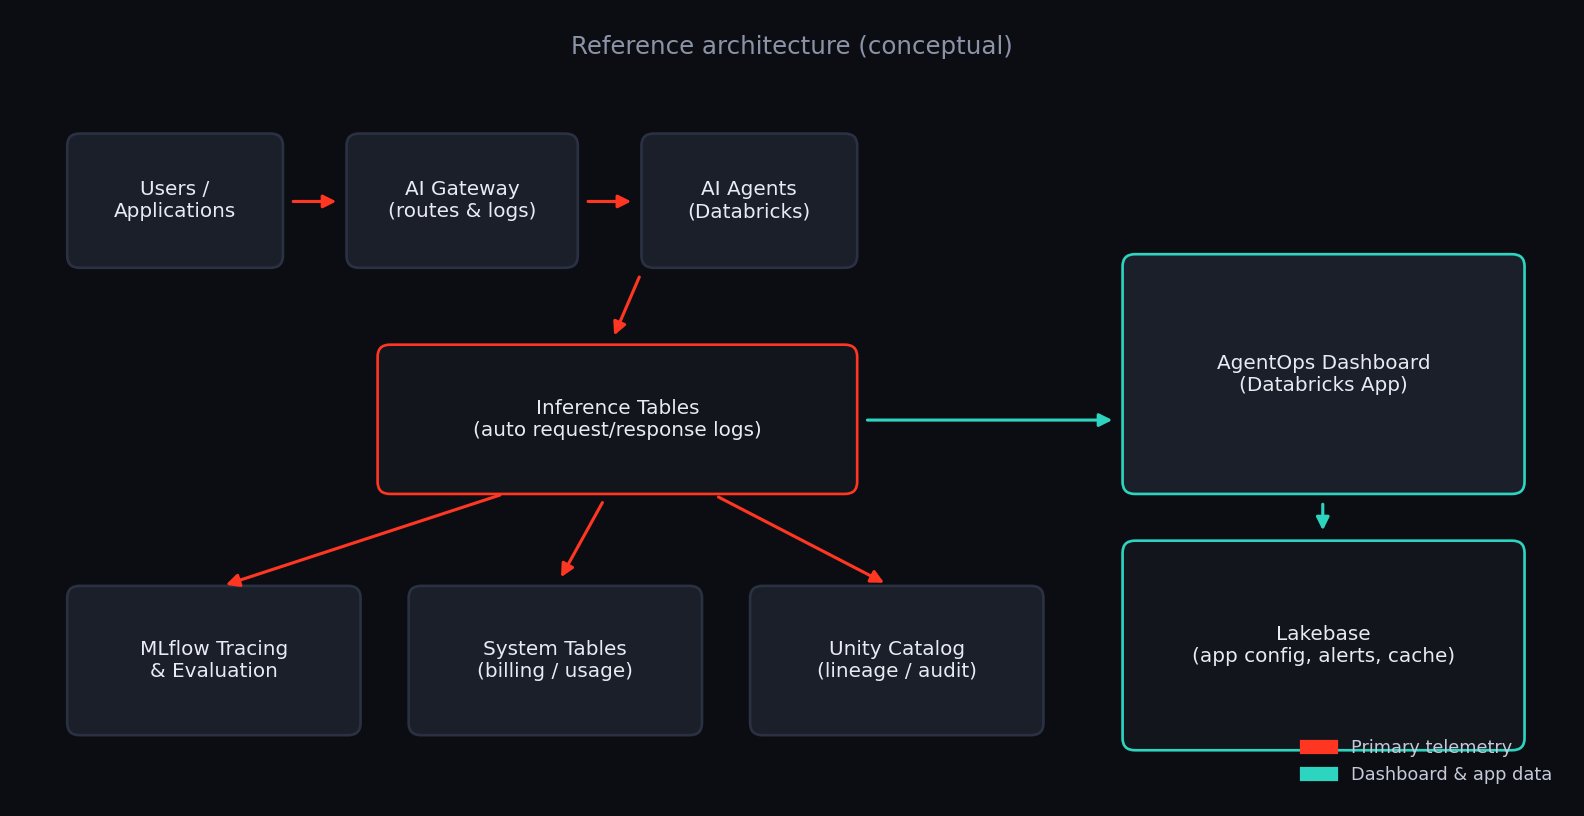 Reference architecture (conceptual)
Users /
Applications
AI Gateway
(routes & logs)
AI Agents
(Databricks)
Inference Tables
(auto request/response logs)
AgentOps Dashboard
(Databricks App)
MLflow Tracing
& Evaluation
System Tables
(billing / usage)
Unity Catalog
(lineage / audit)
Lakebase
(app config, alerts, cache)
Primary telemetry
Dashboard & app data